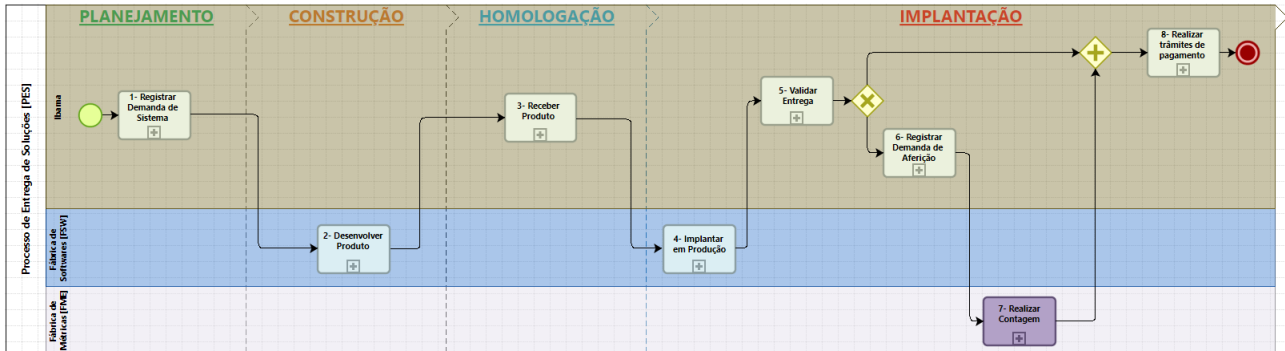 PLANEJAMENTO
CONSTRUÇÃO
HOMOLOGAÇÃO
IMPLANTAÇÃO
Processo de Entrega de Soluções [PES]
Ibama
1- Registrar
Demanda de
Sistema
3- Receber
Produto
5- Validar
Entrega
6- Registrar
Demanda de
Aferição
8- Realizar
trâmites de
pagamento
Fábrica de
Softwares [FSW]
2- Desenvolver
Produto
4- Implantar
em Produção
Fábrica de
Métricas [FME]
7- Realizar
Contagem